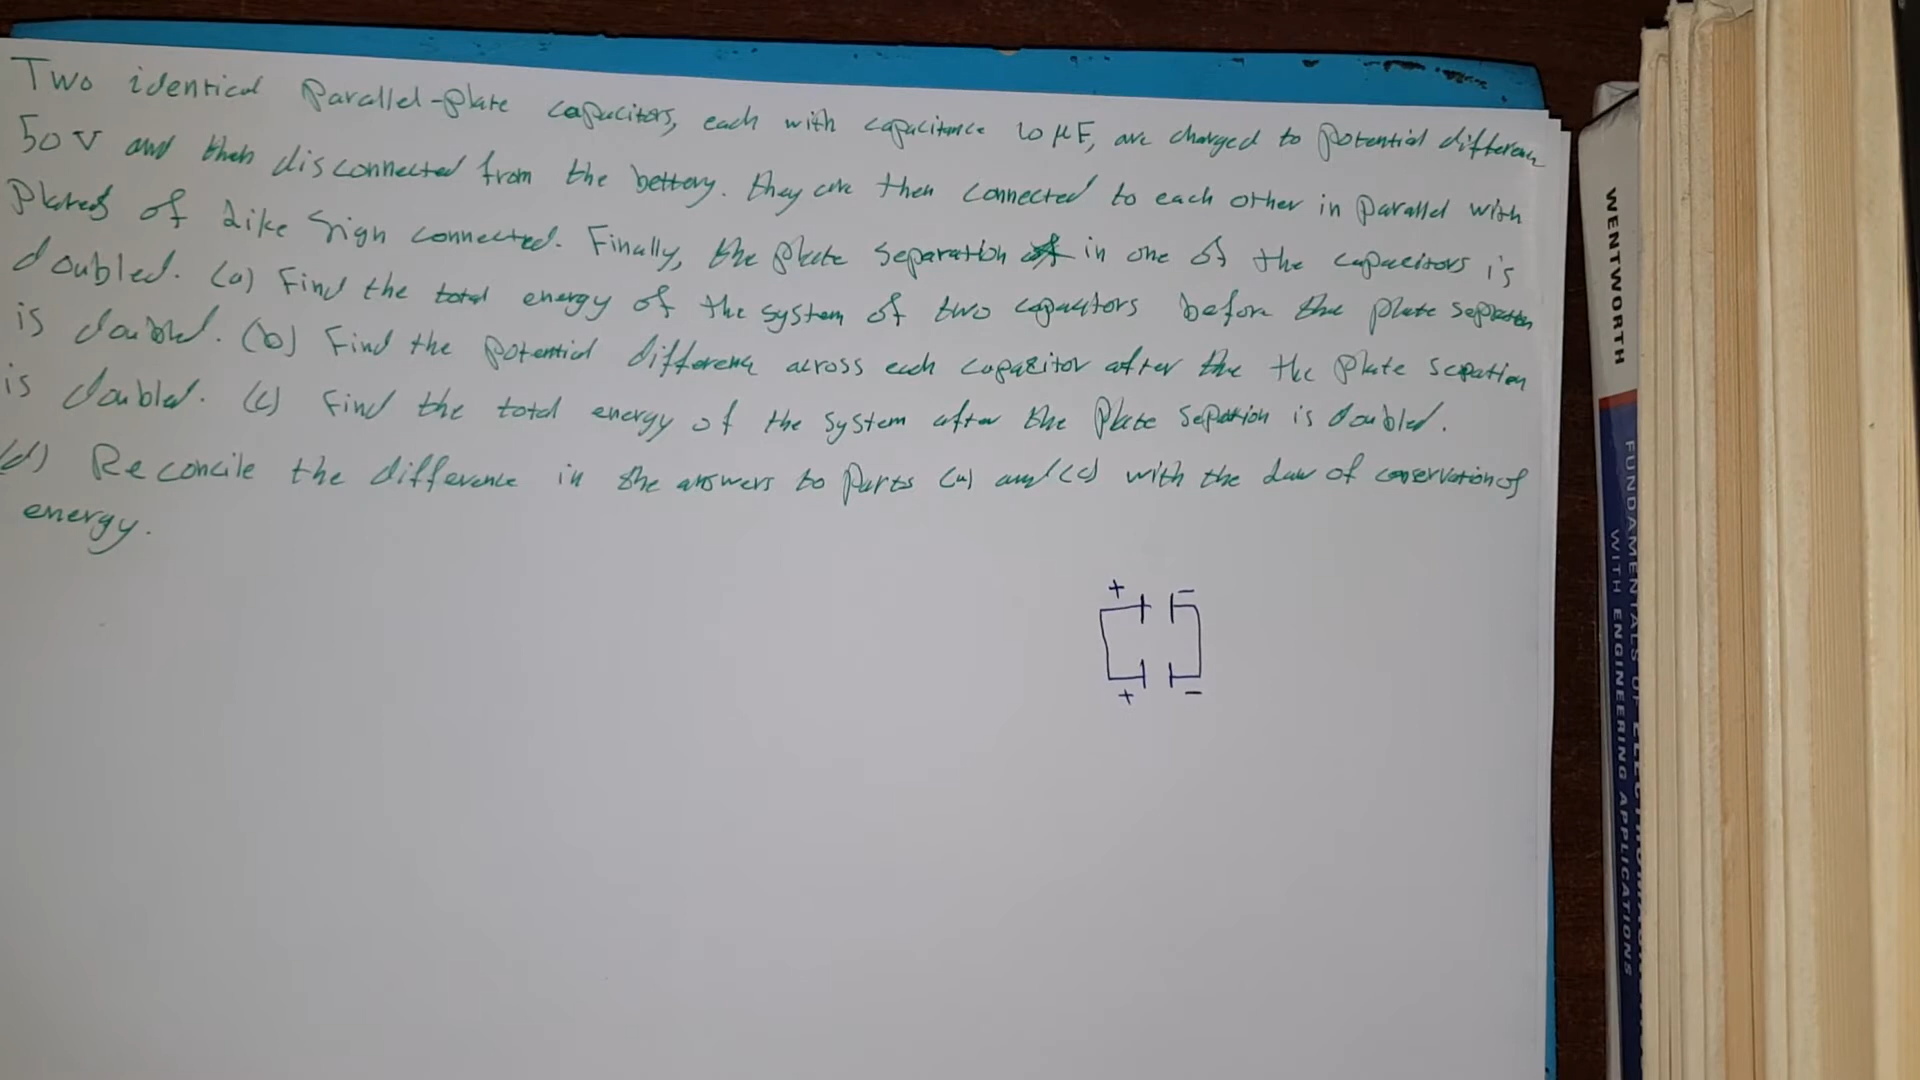 Two identical parallel-plate capacitors, each with capacitance 10 μF, are charged to potential difference
50 V and then disconnected from the bettery. they are then connected to each other in parallel with
plates of Like sign connected. Finally, the plate separation in one of the capacitors is
doubled. (a) Find the total energy of the system of two capacitors before the plate
is doubled. (b) Find the potential difference across each capacitor after the the plate
is doubled. (c) Find the total energy of the system after the plate is doubled.
(d) Reconcile the difference in the answers to parts (a) and (c) with the Law of conservation of
energy.
+ -
+ -
WENTWORTH
FUNDAMENTALS OF
WITH ENGINEERING APPLICATIONS